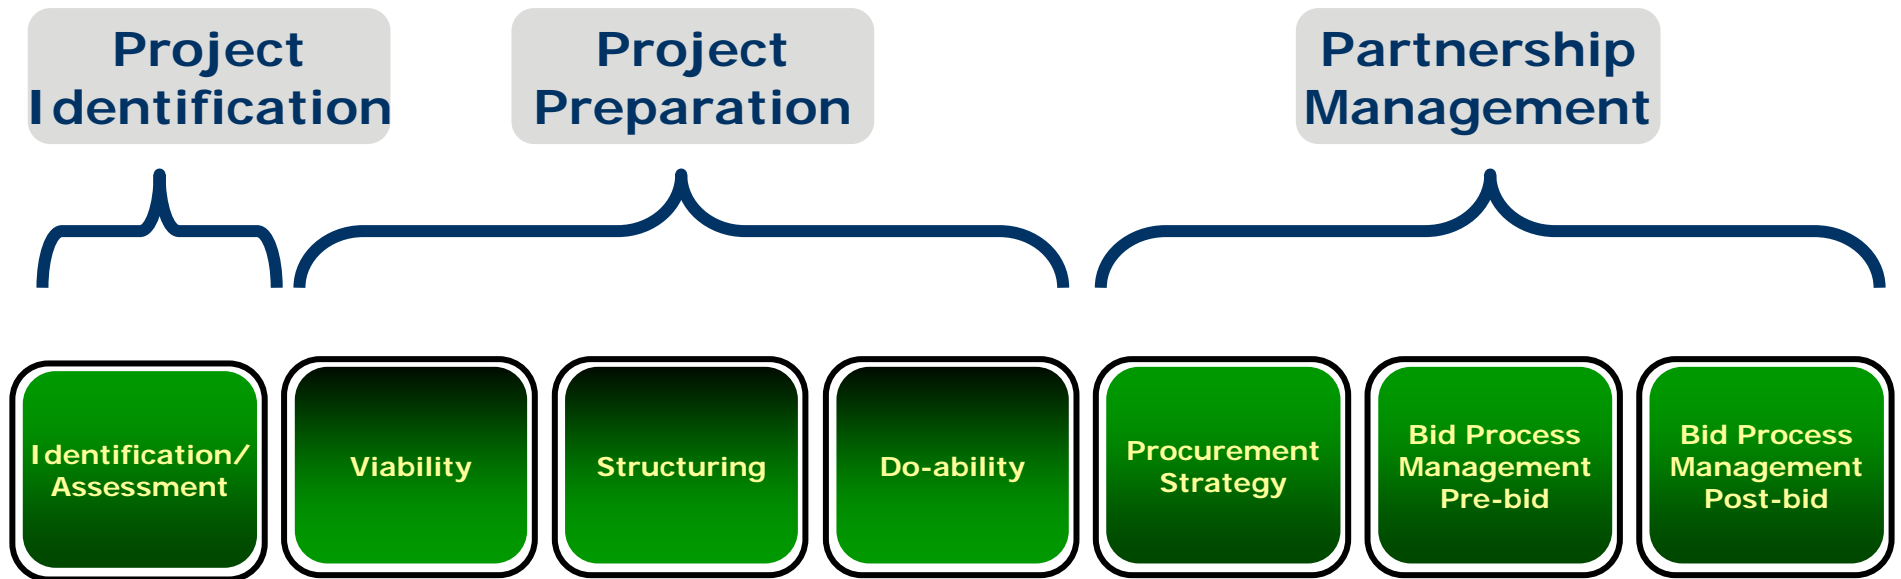 Project
Identification
Project
Preparation
Partnership
Management
Identification/
Assessment
Viability
Structuring
Do-ability
Procurement
Strategy
Bid Process
Management
Pre-bid
Bid Process
Management
Post-bid